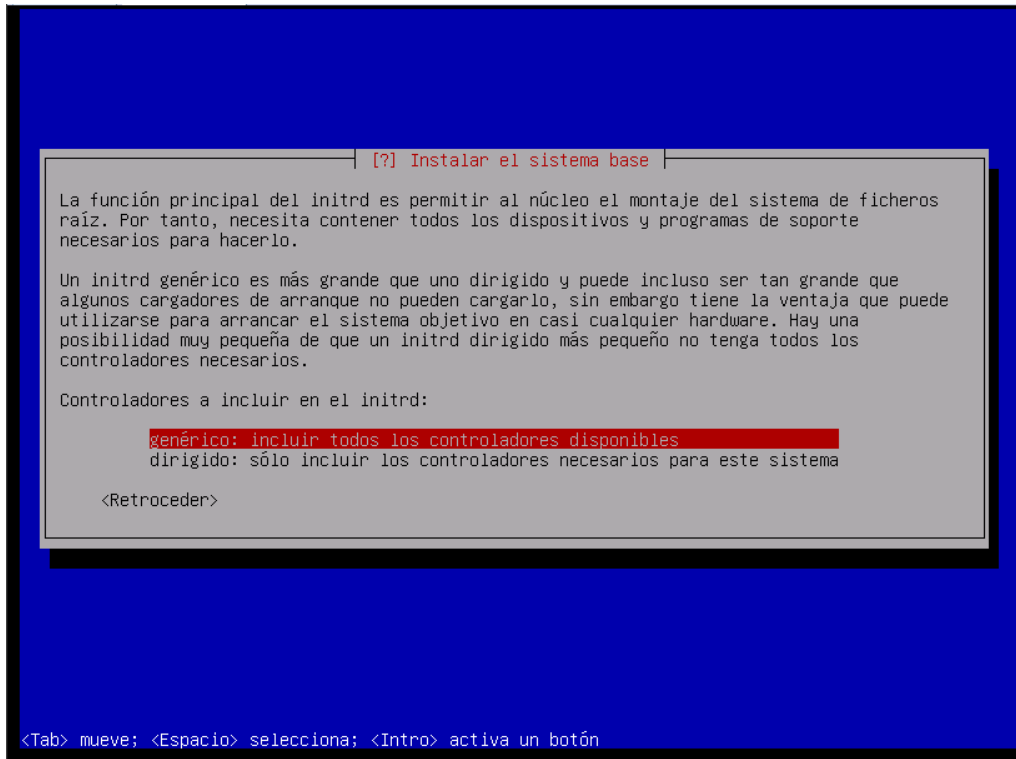 [?] Instalar el sistema base
La función principal del initrd es permitir al núcleo el montaje del sistema de ficheros
raíz. Por tanto, necesita contener todos los dispositivos y programas de soporte
necesarios para hacerlo.
Un initrd genérico es más grande que uno dirigido y puede incluso ser tan grande que
algunos cargadores de arranque no pueden cargarlo, sin embargo tiene la ventaja que puede
utilizarse para arrancar el sistema objetivo en casi cualquier hardware. Hay una
posibilidad muy pequeña de que un initrd dirigido más pequeño no tenga todos los
controladores necesarios.
Controladores a incluir en el initrd:
genérico: incluir todos los controladores disponibles
dirigido: sólo incluir los controladores necesarios para este sistema
<Retroceder>
<Tab> mueve; <Espacio> selecciona; <Intro> activa un botón